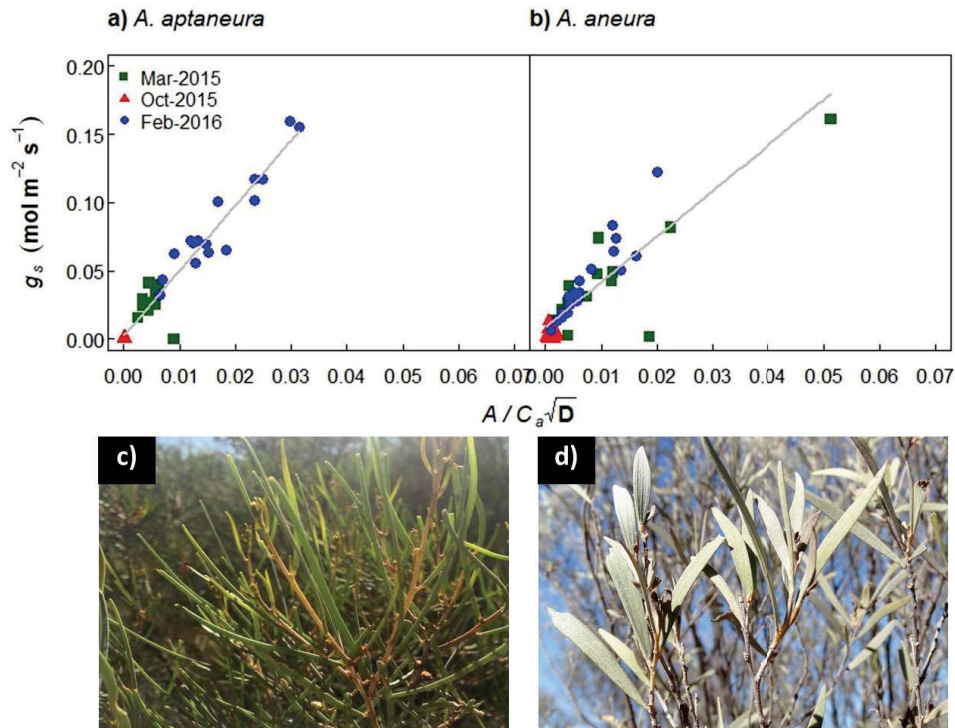 a) A. aptaneura
b) A. aneura
Mar-2015
Oct-2015
Feb-2016
0.20
0.15
0.10
0.05
0.00
g s (mol m⁻² s⁻¹)
0.00 0.01 0.02 0.03 0.04 0.05 0.06 0.07
0.00 0.01 0.02 0.03 0.04 0.05 0.06 0.07
A / C a √D
c)
d)